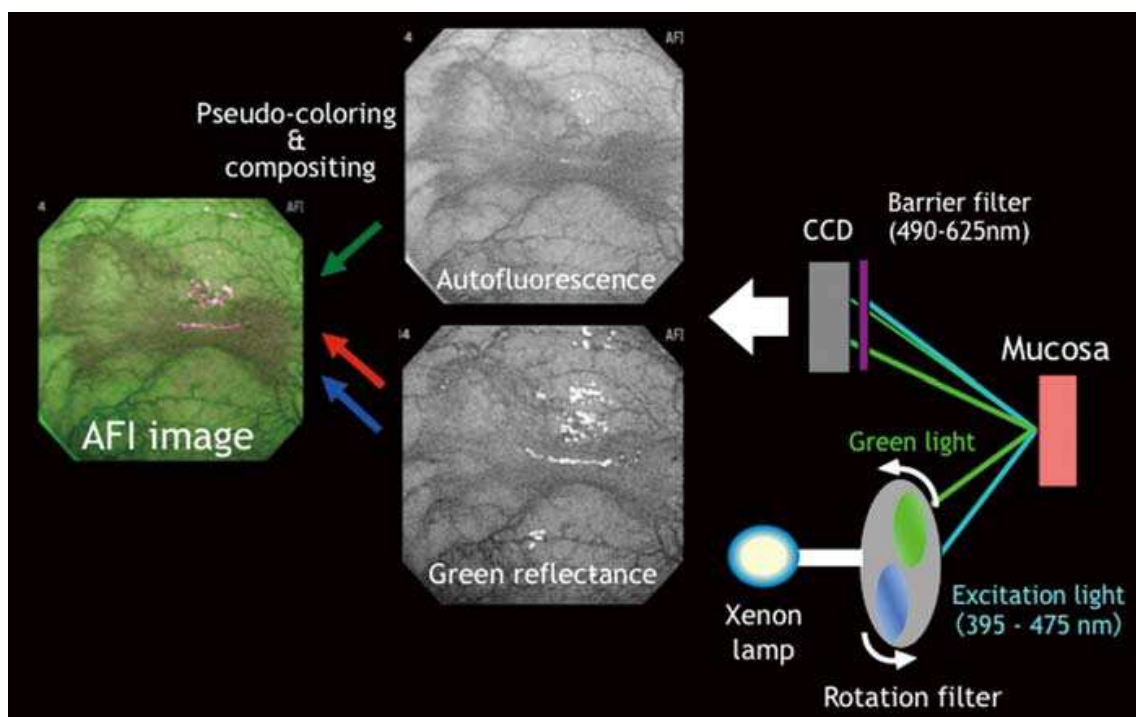 4
AFI
Pseudo-coloring
&
compositing
4
AFI
AFI image
Autofluorescence
4
AFI
Green reflectance
CCD
Barrier filter
(490-625nm)
Mucosa
Green light
Xenon
lamp
Excitation light
(395 - 475 nm)
Rotation filter